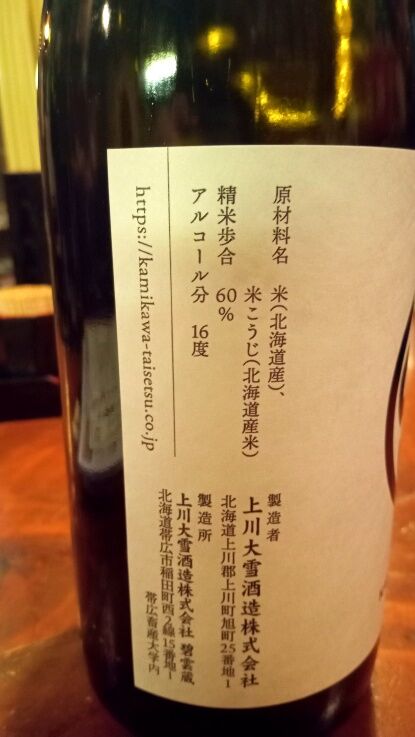 原材料名 米(北海道産)、
米こうじ(北海道産米)
精米歩合 60%
アルコール分 16度
https://kamikawa-taisetsu.co.jp
製造者
上川大雪酒造株式会社
北海道上川郡上川町旭町25番地1
製造所
上川大雪酒造株式会社 碧雲蔵
北海道帯広市稲田町西2線15番地1
帯広畜産大学内